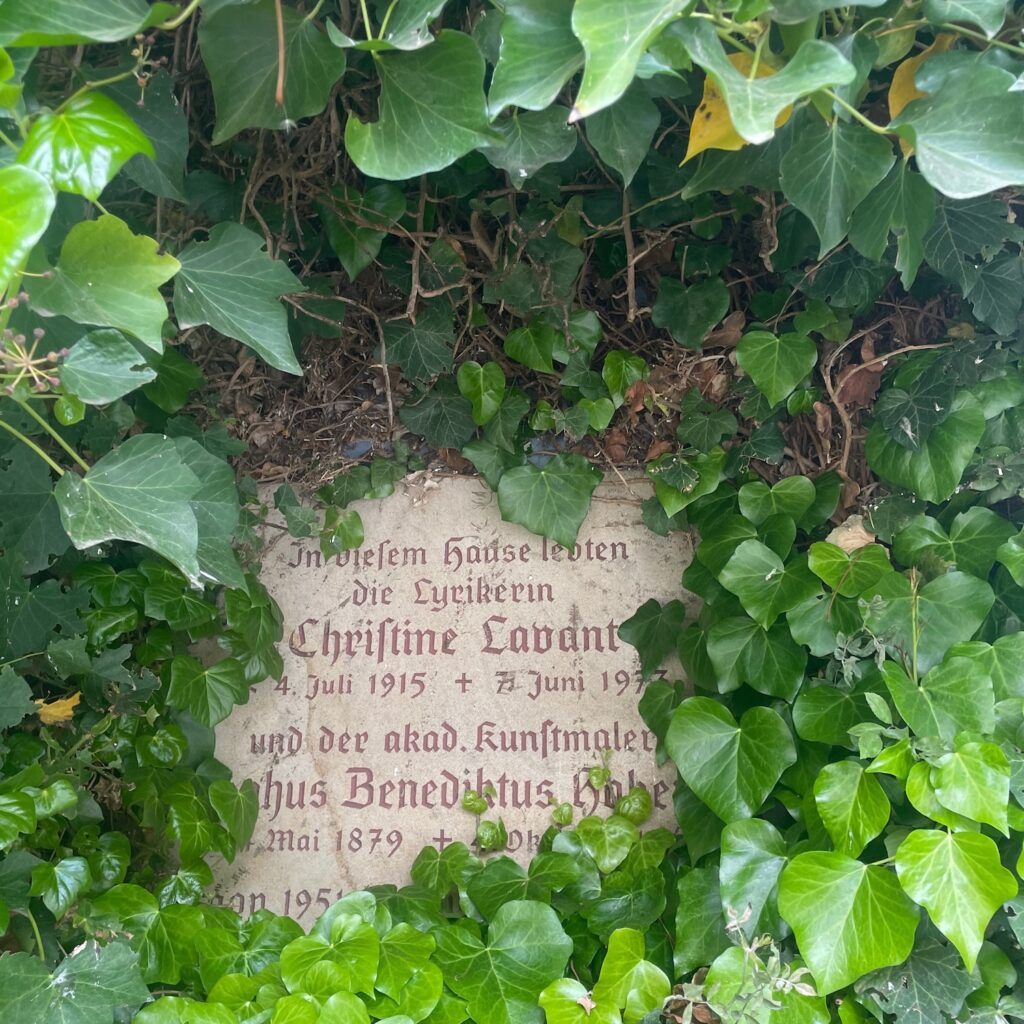 In diesem Hause lebten
die Lyrikerin
Chriſtine Lavant
4. Juli 1915 + 7. Juni 1973
und der akad. Kunſtmaler
Benediktus
Mai 1879 +
1951